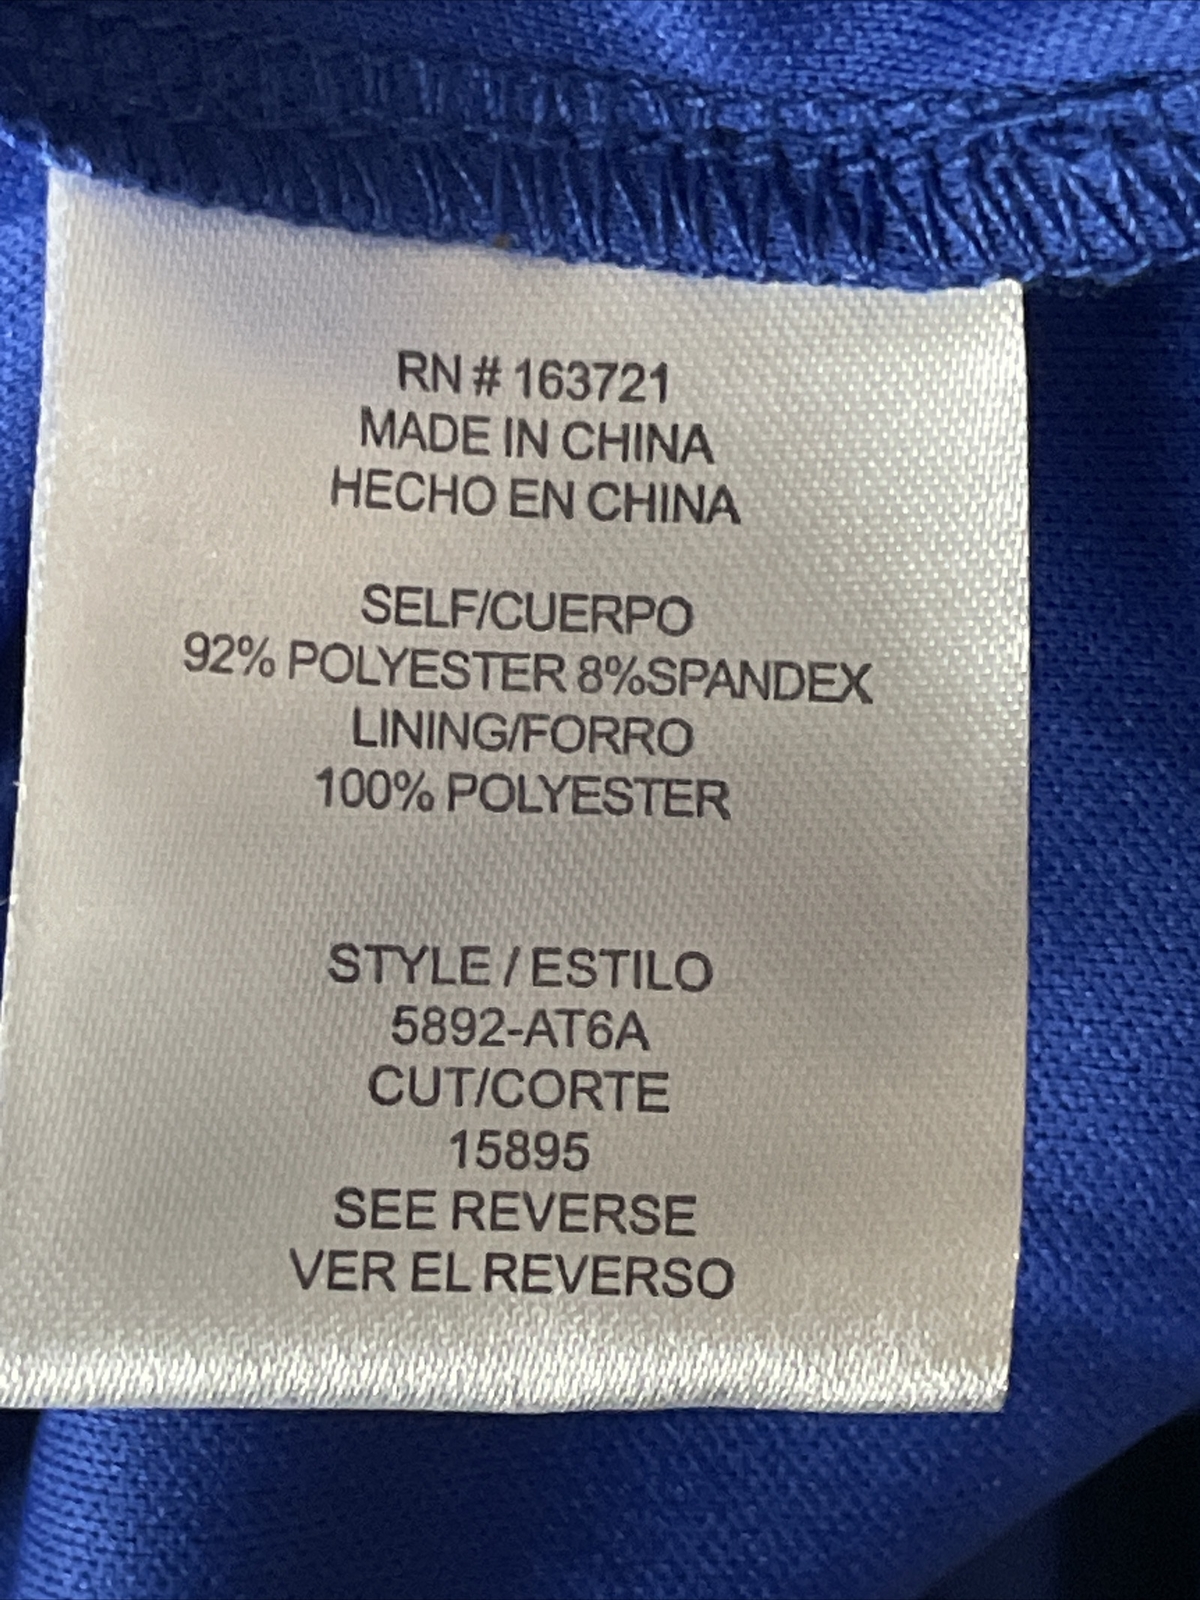 RN # 163721
MADE IN CHINA
HECHO EN CHINA
SELF/CUERPO
92% POLYESTER 8%SPANDEX
LINING/FORRO
100% POLYESTER
STYLE / ESTILO
5892-AT6A
CUT/CORTE
15895
SEE REVERSE
VER EL REVERSO